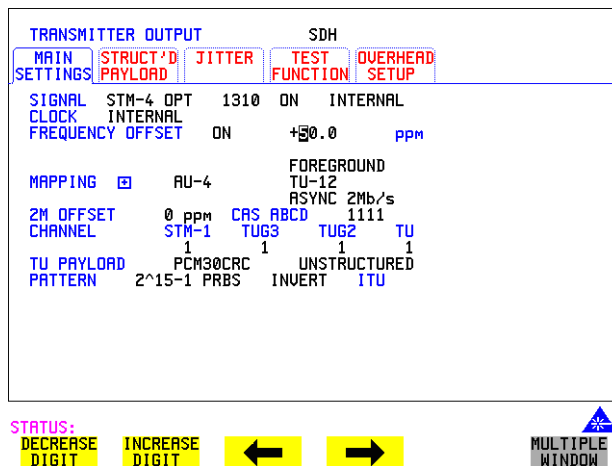 TRANSMITTER OUTPUT SDH
MAIN SETTINGS STRUCT'D PAYLOAD JITTER TEST FUNCTION OVERHEAD SETUP
SIGNAL STM-4 OPT 1310 ON INTERNAL
CLOCK INTERNAL
FREQUENCY OFFSET ON +50.0 ppm
FOREGROUND
MAPPING + AU-4 TU-12
ASYNC 2Mb/s
2M OFFSET 0 ppm CAS ABCD 1111
CHANNEL STM-1 TUG3 TUG2 TU
1 1 1 1
TU PAYLOAD PCM30CRC UNSTRUCTURED
PATTERN 2^15-1 PRBS INVERT ITU
STATUS:
DECREASE DIGIT INCREASE DIGIT MULTIPLE WINDOW